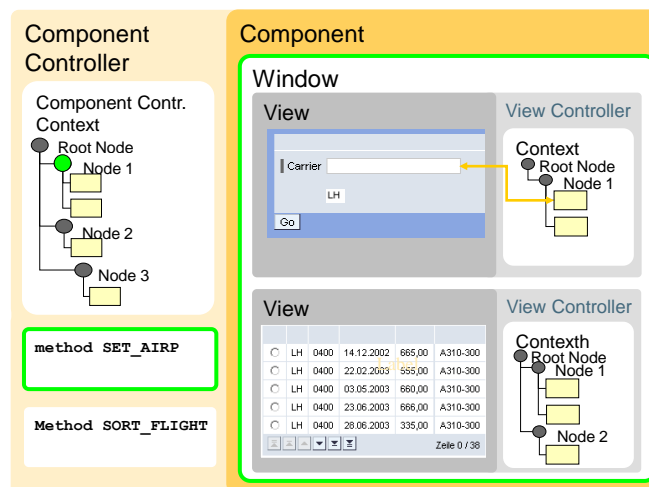 Component
Controller
Component Contr.
Context
Root Node
Node 1
Node 2
Node 3
method SET_AIRP
Method SORT_FLIGHT
Component
Window
View
Carrier
LH
Go
View Controller
Context
Root Node
Node 1
View
LH 0400 14.12.2002 665,00 A310-300
LH 0400 22.02.2003 555,00 A310-300
LH 0400 03.05.2003 660,00 A310-300
LH 0400 23.06.2003 666,00 A310-300
LH 0400 28.06.2003 335,00 A310-300
Zeile 0 / 38
View Controller
Contexth
Root Node
Node 1
Node 2